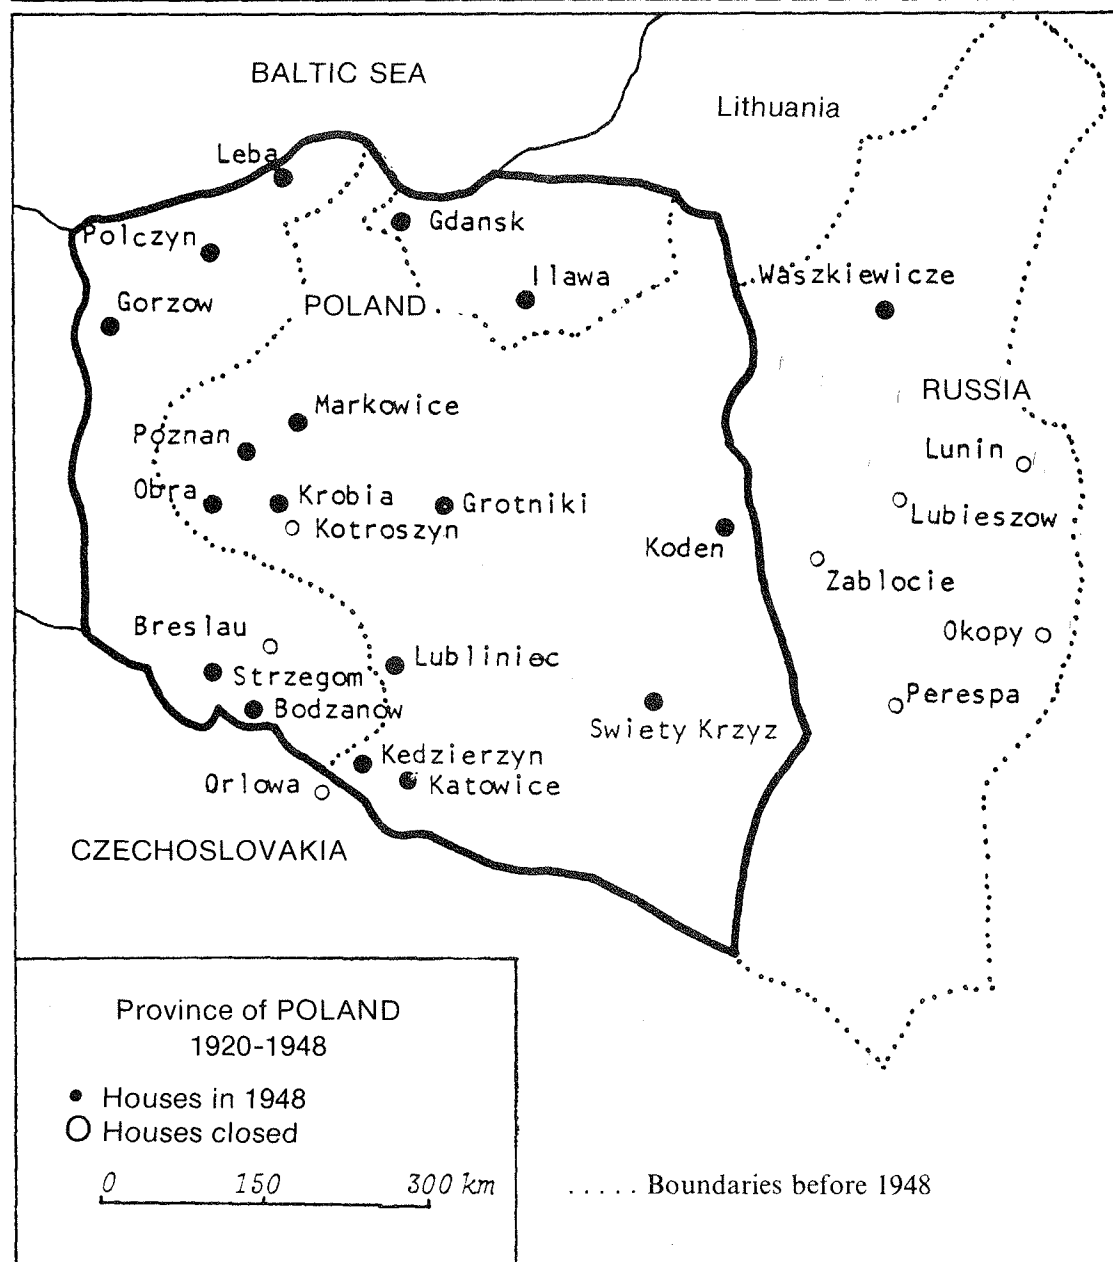 BALTIC SEA
Lithuania
Leba
Gdansk
Polczyn
Ilawa
Waszkiewicze
Gorzow
POLAND
RUSSIA
Markowice
Poznan
Lunin
Obra
Krobia
Grotniki
Lubieszow
Kotroszyn
Koden
Zablocie
Breslau
Okopy
Lubliniec
Strzegom
Perespa
Bodzanow
Swiety Krzyz
Kedzierzyn
Orlowa
Katowice
CZECHOSLOVAKIA
Province of POLAND
1920-1948
Houses in 1948
Houses closed
0 150 300 km
..... Boundaries before 1948